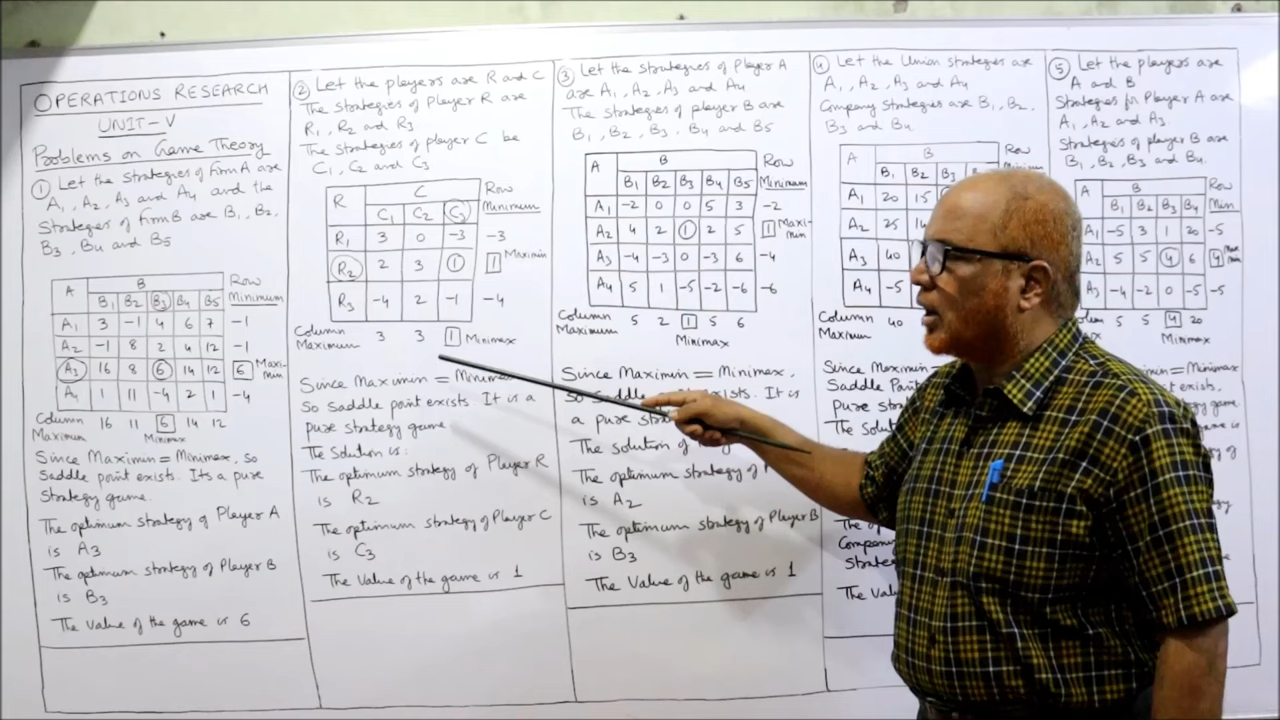 OPERATIONS RESEARCH
UNIT-V
Problems on Game Theory
① Let the strategies of firm A are
A1, A2, A3 and A4 and the
Strategies of firm B are B1, B2,
B3, B4 and B5
A B Row
B1 B2 B3 B4 B5 Minimum
A1 3 -1 4 6 7 -1
A2 -1 8 2 4 12 -1
A3 16 8 6 14 12 6 Maximin
A4 1 11 -4 2 1 -4
Column
Maximum 16 11 6 14 12
Minimax
Since Maximin = Minimax, so
Saddle point exists. Its a pure
Strategy game.
The optimum strategy of Player A
is A3
The optimum strategy of Player B
is B3
The value of the game is 6
② Let the players are R and C
The strategies of Player R are
R1, R2 and R3
The strategies of player C be
C1, C2 and C3
R C Row
C1 C2 C3 Minimum
R1 3 0 -3 -3
R2 2 3 1 1 Maximin
R3 -4 2 -1 -4
Column
Maximum 3 3 1 Minimax
Since Maximin =
So saddle point exists. It is a
pure strategy game.
The Solution is:
The optimum strategy of Player R
is R2
The optimum strategy of Player C
is C3
The Value of the game is 1
③ Let the strategies of Player A
are A1, A2, A3 and A4
The strategies of player B are
B1, B2, B3, B4 and B5
A B Row
B1 B2 B3 B4 B5 Minimum
A1 -2 0 0 5 3 -2
A2 4 2 1 2 5 1 Maximin
A3 -4 -3 0 -3 6 -4
A4 5 1 -5 -2 -6 -6
Column
Maximum 5 2 1 5 6
Minimax
Since Maximin = Minimax.
So exists. It is
a pure
The solution of
The optimum strategy of
is A2
The optimum strategy of Player B
is B3
The Value of the game is 1
④ Let the Union strategies are
A1, A2, A3 and A4
Company strategies are B1, B2,
B3 and B4.
A B
B1 B2
A1 20 15
A2 25
A3 40
A4 -5
Column
Maximum 40
Since
Saddle
pure
The
The
The
⑤ Let the players are
A and B
Strategies for Player A are
A1, A2 and A3.
Strategies of player B are
B1, B2, B3 and B4.
A B Row
B1 B2 B3 B4 Min
A1 -5 3 1 20 -5
A2 5 5 4 6 4 Maximin
A3 -4 -2 0 -5 -5
5 5 4 20
Minimax
= Minimax
exists.
game.